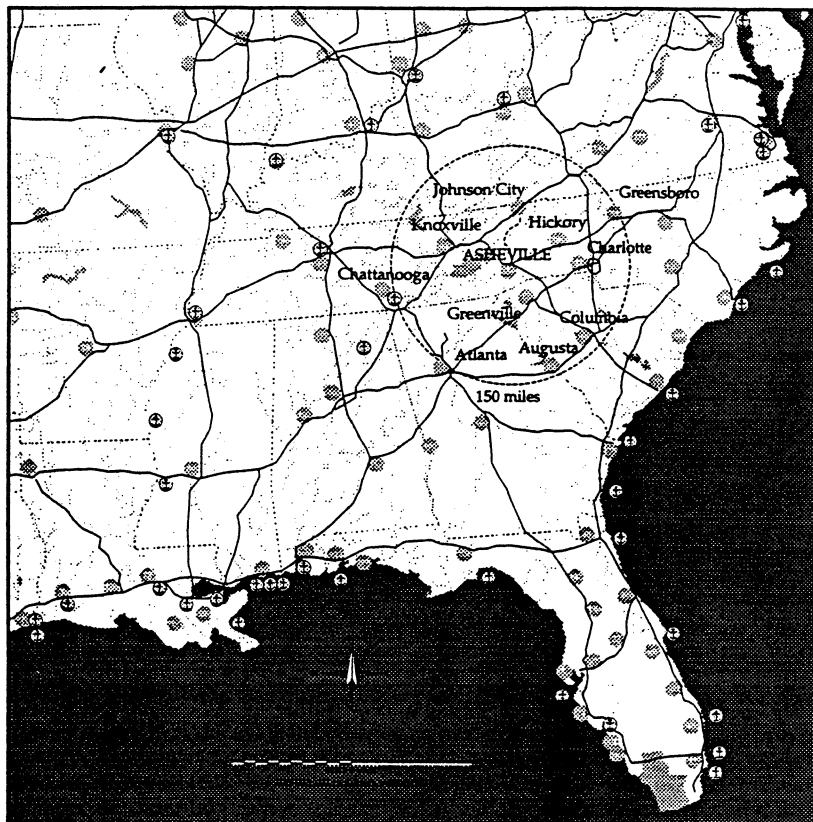 Johnson City
Greensboro
Knoxville
Hickory
Charlotte
ASHEVILLE
Chattanooga
Greenville
Columbia
Atlanta
Augusta
150 miles